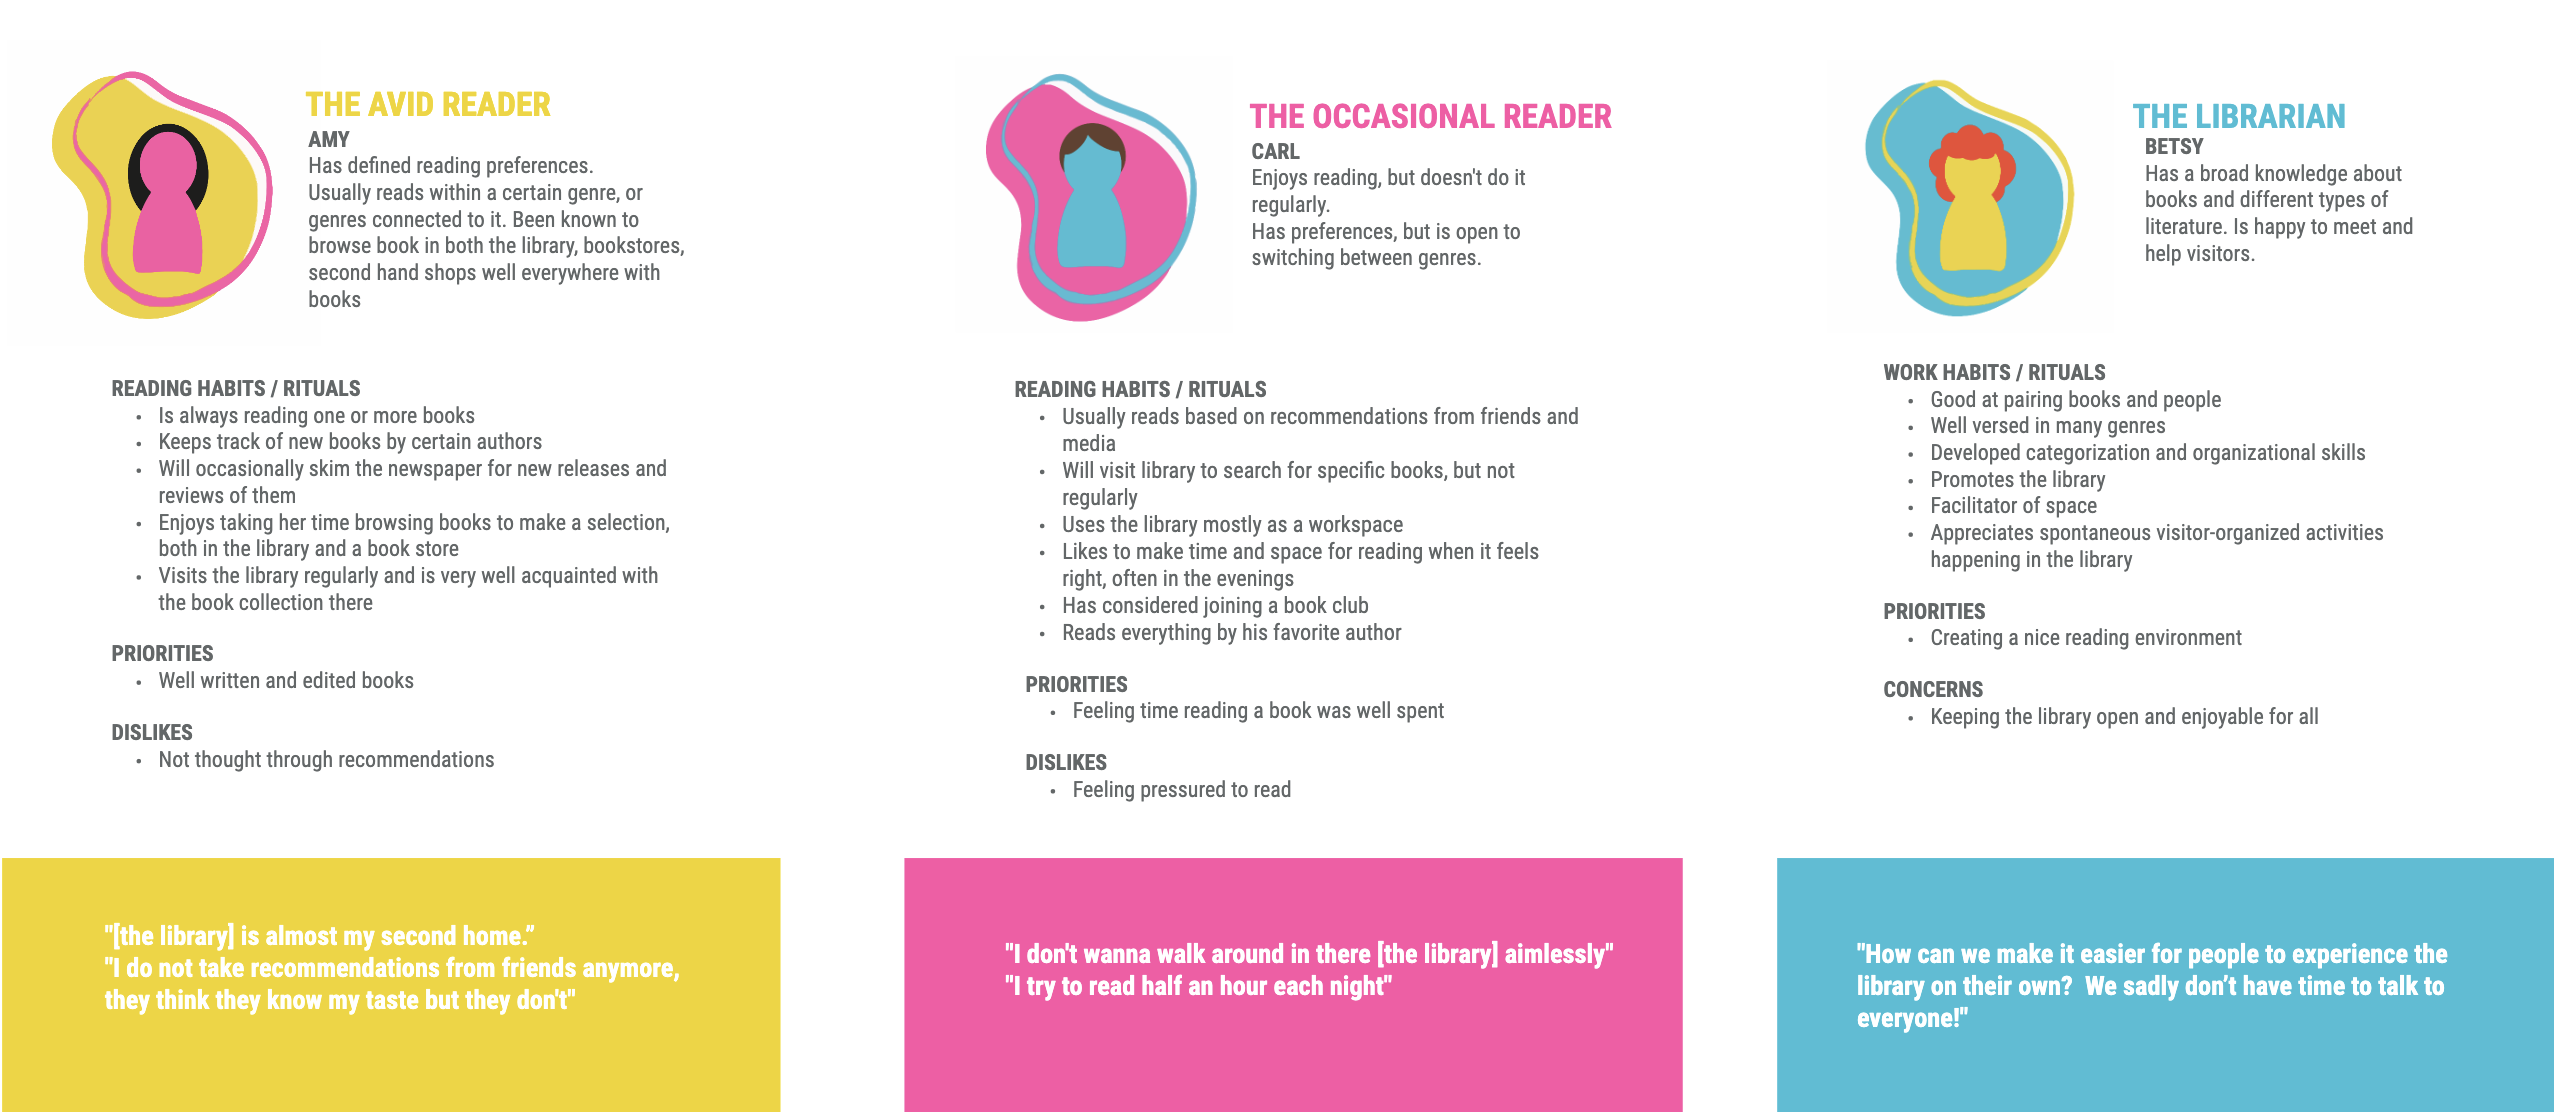 THE AVID READER
AMY
Has defined reading preferences.
Usually reads within a certain genre, or
genres connected to it. Been known to
browse book in both the library, bookstores,
second hand shops well everywhere with
books
READING HABITS / RITUALS
• Is always reading one or more books
• Keeps track of new books by certain authors
• Will occasionally skim the newspaper for new releases and
reviews of them
• Enjoys taking her time browsing books to make a selection,
both in the library and a book store
• Visits the library regularly and is very well acquainted with
the book collection there
PRIORITIES
• Well written and edited books
DISLIKES
• Not thought through recommendations
"[the library] is almost my second home.”
"I do not take recommendations from friends anymore,
they think they know my taste but they don't"
THE OCCASIONAL READER
CARL
Enjoys reading, but doesn't do it
regularly.
Has preferences, but is open to
switching between genres.
READING HABITS / RITUALS
• Usually reads based on recommendations from friends and
media
• Will visit library to search for specific books, but not
regularly
• Uses the library mostly as a workspace
• Likes to make time and space for reading when it feels
right, often in the evenings
• Has considered joining a book club
• Reads everything by his favorite author
PRIORITIES
• Feeling time reading a book was well spent
DISLIKES
• Feeling pressured to read
"I don't wanna walk around in there [the library] aimlessly"
"I try to read half an hour each night"
THE LIBRARIAN
BETSY
Has a broad knowledge about
books and different types of
literature. Is happy to meet and
help visitors.
WORK HABITS / RITUALS
• Good at pairing books and people
• Well versed in many genres
• Developed categorization and organizational skills
• Promotes the library
• Facilitator of space
• Appreciates spontaneous visitor-organized activities
happening in the library
PRIORITIES
• Creating a nice reading environment
CONCERNS
• Keeping the library open and enjoyable for all
"How can we make it easier for people to experience the
library on their own?  We sadly don’t have time to talk to
everyone!"